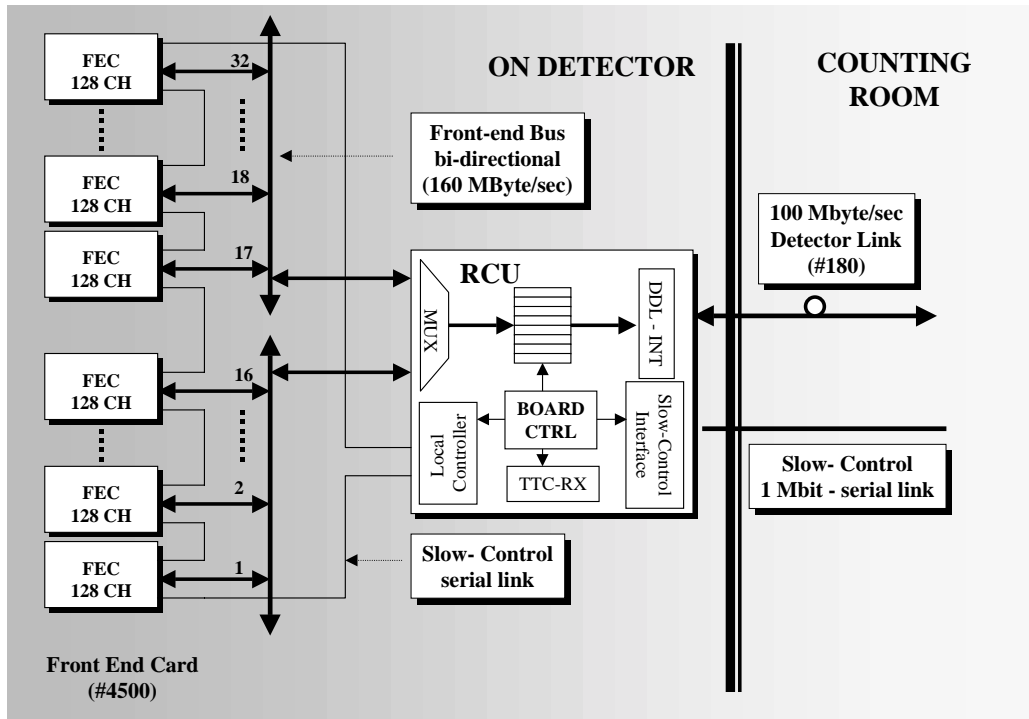 FEC
128 CH
32
FEC
128 CH
18
FEC
128 CH
17
FEC
128 CH
16
FEC
128 CH
2
FEC
128 CH
1
Front End Card
(#4500)
ON DETECTOR
Front-end Bus
bi-directional
(160 MByte/sec)
RCU
MUX
DDL - INT
BOARD
CTRL
Local
Controller
TTC-RX
Slow-Control
Interface
Slow- Control
serial link
COUNTING
ROOM
100 Mbyte/sec
Detector Link
(#180)
Slow- Control
1 Mbit - serial link